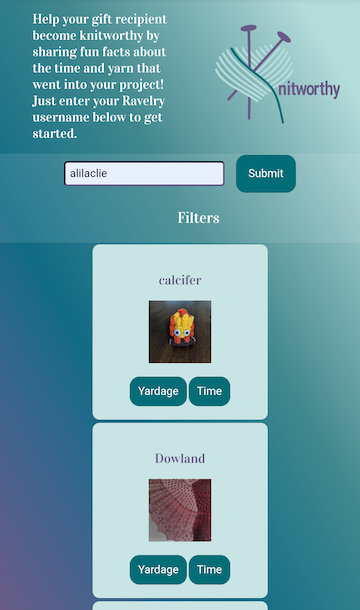 Help your gift recipient
become knitworthy by
sharing fun facts about
the time and yarn that
went into your project!
Just enter your Ravelry
username below to get
started.
nitworthy
alilaclie
Submit
Filters
calcifer
Yardage Time
Dowland
Yardage Time